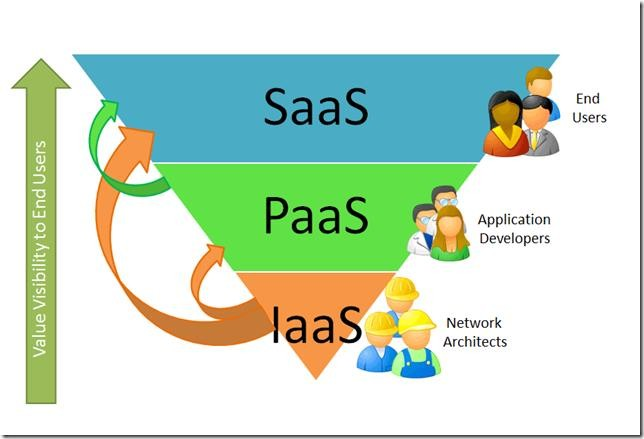 Value Visibility to End Users
SaaS
End
Users
PaaS
Application
Developers
IaaS
Network
Architects